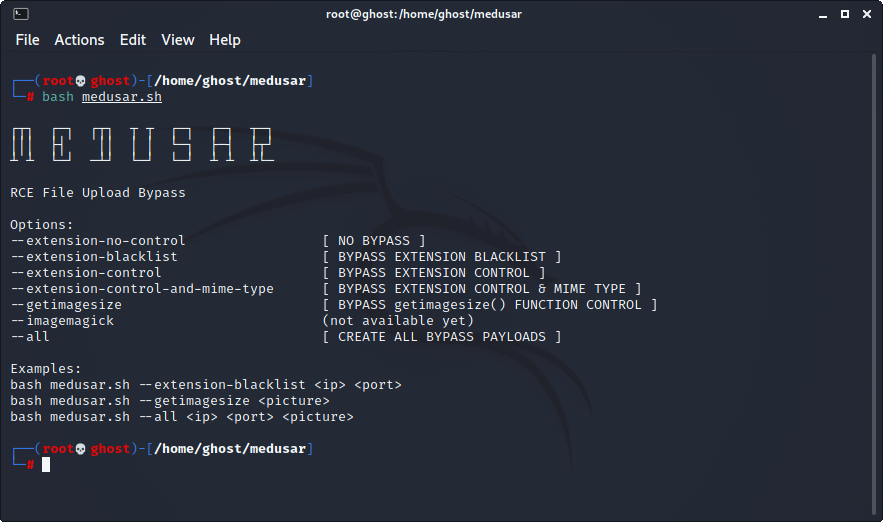 root@ghost:/home/ghost/medusar
File Actions Edit View Help
┌──(root💀ghost)-[/home/ghost/medusar]
└─# bash medusar.sh
MEDUSAR
RCE File Upload Bypass
Options:
--extension-no-control [ NO BYPASS ]
--extension-blacklist [ BYPASS EXTENSION BLACKLIST ]
--extension-control [ BYPASS EXTENSION CONTROL ]
--extension-control-and-mime-type [ BYPASS EXTENSION CONTROL & MIME TYPE ]
--getimagesize [ BYPASS getimagesize() FUNCTION CONTROL ]
--imagemagick (not available yet)
--all [ CREATE ALL BYPASS PAYLOADS ]
Examples:
bash medusar.sh --extension-blacklist <ip> <port>
bash medusar.sh --getimagesize <picture>
bash medusar.sh --all <ip> <port> <picture>
┌──(root💀ghost)-[/home/ghost/medusar]
└─#